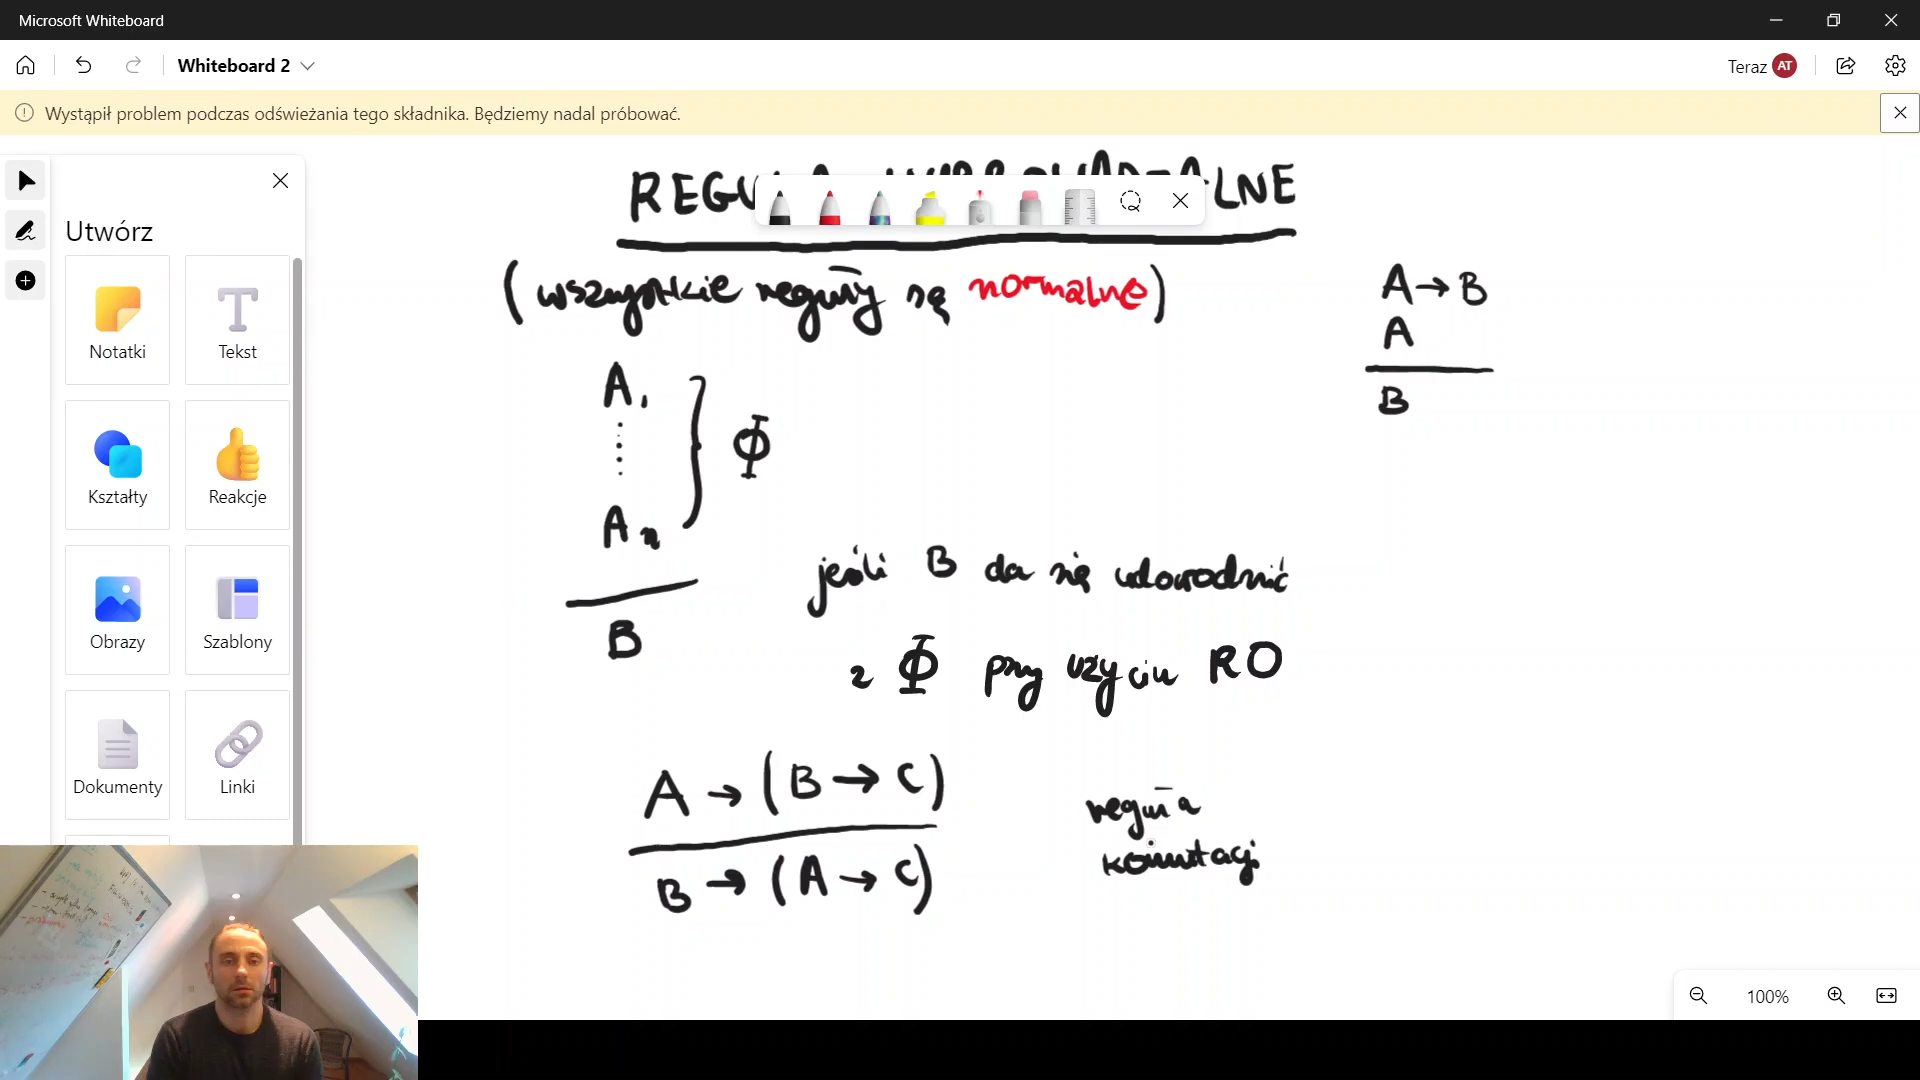 Microsoft Whiteboard
Whiteboard 2
Teraz AT
Wystąpił problem podczas odświeżania tego składnika. Będziemy nadal próbować.
Utwórz
Notatki
Tekst
Kształty
Reakcje
Obrazy
Szablony
Dokumenty
Linki
(wszystkie reguły są normalne)
A → B
A
B
A₁
⋮
Aₙ
} Φ
B
jeśli B da się udowodnić
z Φ przy użyciu RO
A → (B → C)
B → (A → C)
reguła
komutacji
100%